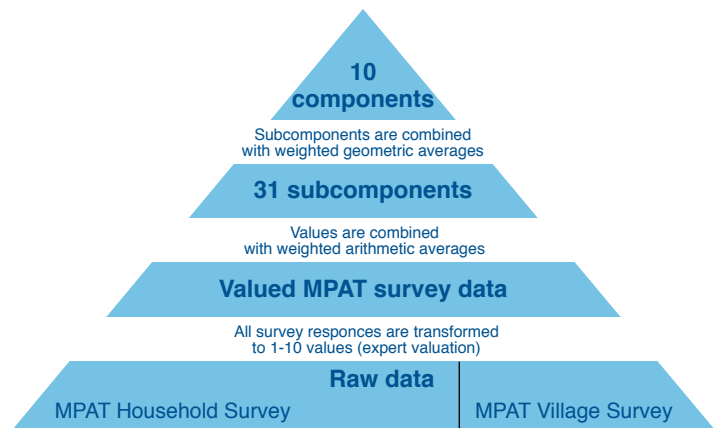 10
components
Subcomponents are combined
with weighted geometric averages
31 subcomponents
Values are combined
with weighted arithmetic averages
Valued MPAT survey data
All survey responces are transformed
to 1-10 values (expert valuation)
Raw data
MPAT Household Survey
MPAT Village Survey